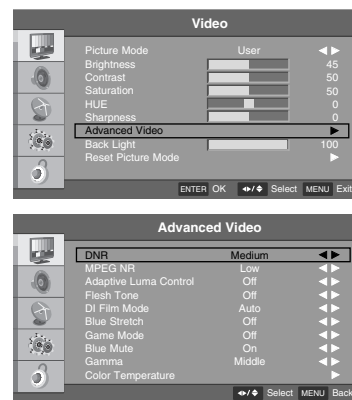 Video
Picture Mode User
Brightness 45
Contrast 50
Saturation 50
HUE 0
Sharpness 0
Advanced Video
Back Light 100
Reset Picture Mode
ENTER OK Select MENU Exit
Advanced Video
DNR Medium
MPEG NR Low
Adaptive Luma Control Off
Flesh Tone Off
DI Film Mode Auto
Blue Stretch Off
Game Mode Off
Blue Mute On
Gamma Middle
Color Temperature
Select MENU Back